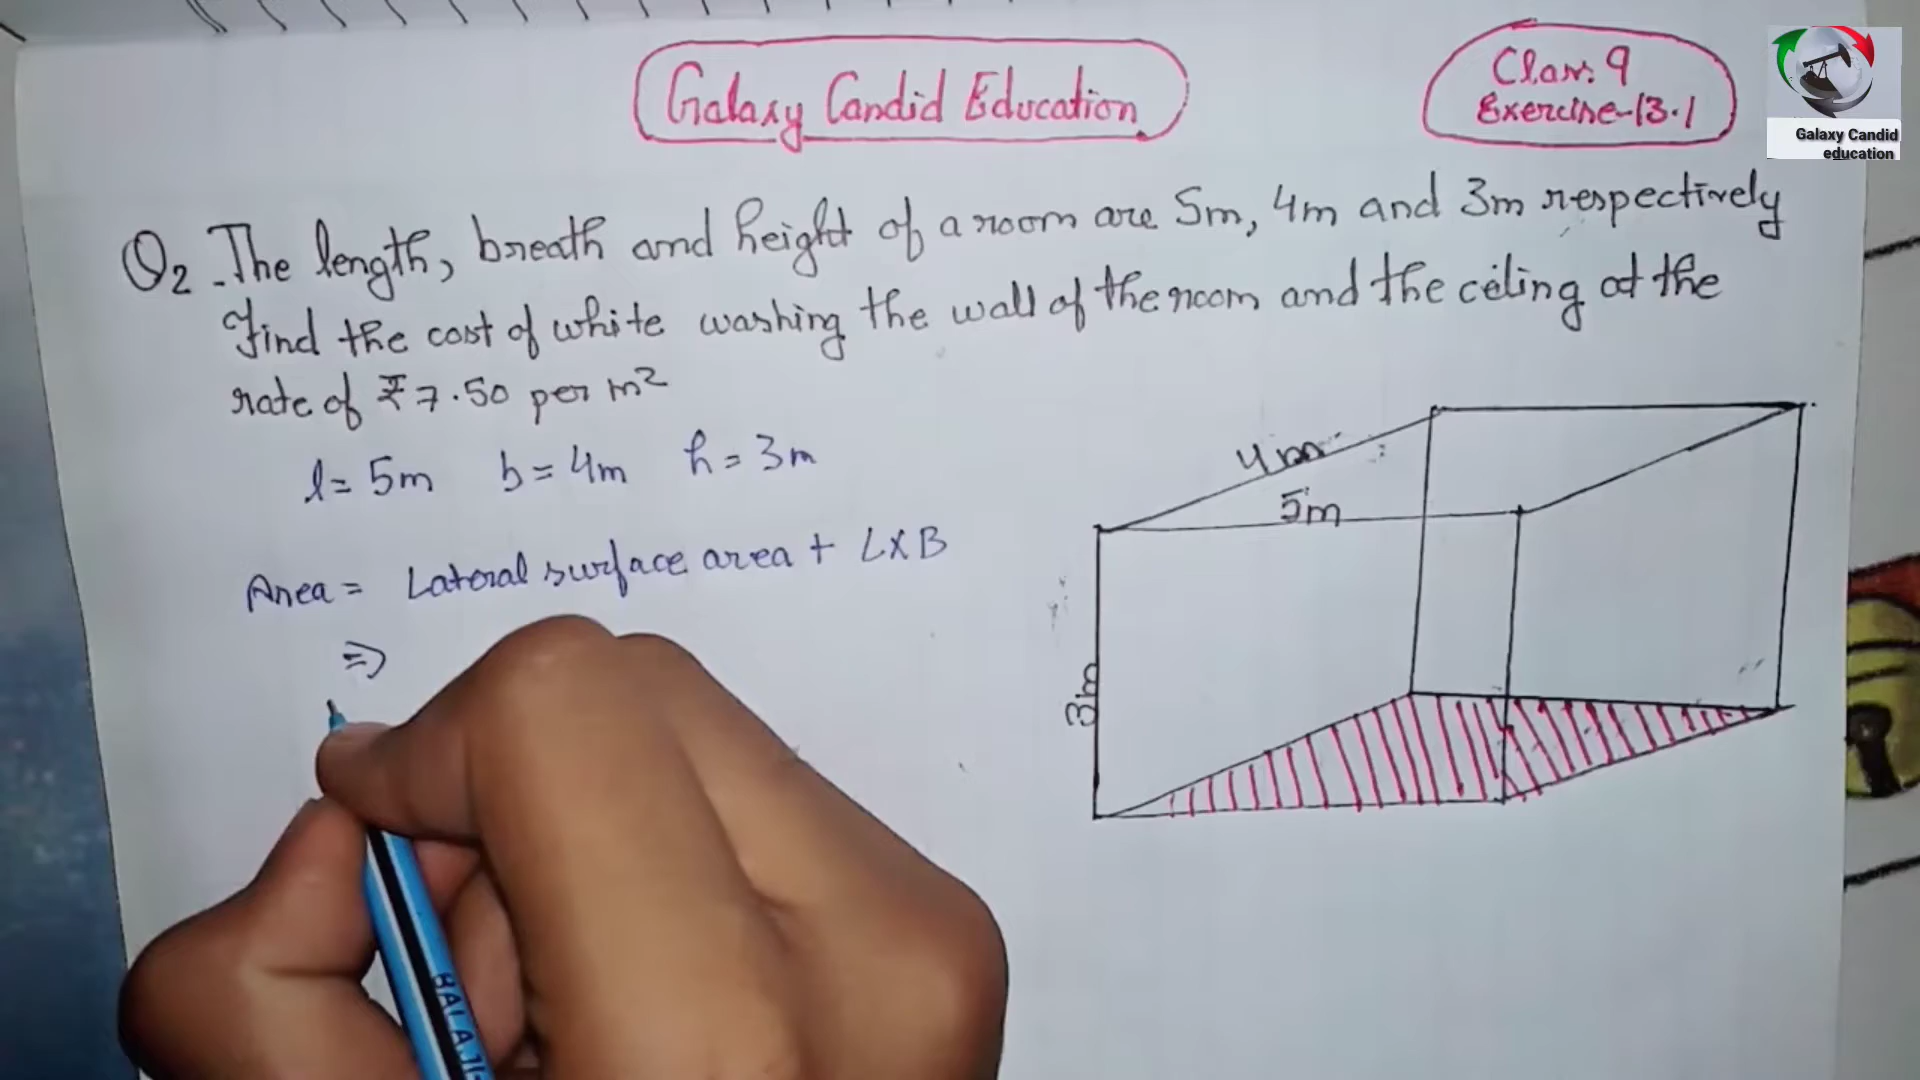 Galaxy Candid Education
Class. 9
Exercise-13.1
Galaxy Candid
education
Q2. The length, breath and height of a room are 5m, 4m and 3m respectively
Find the cost of white washing the wall of the room and the céling at the
rate of ₹7.50 per m²
l = 5m b = 4m h = 3m
Area = Lateral surface area + L×B
⇒
4m
5m
3m
BALAJI